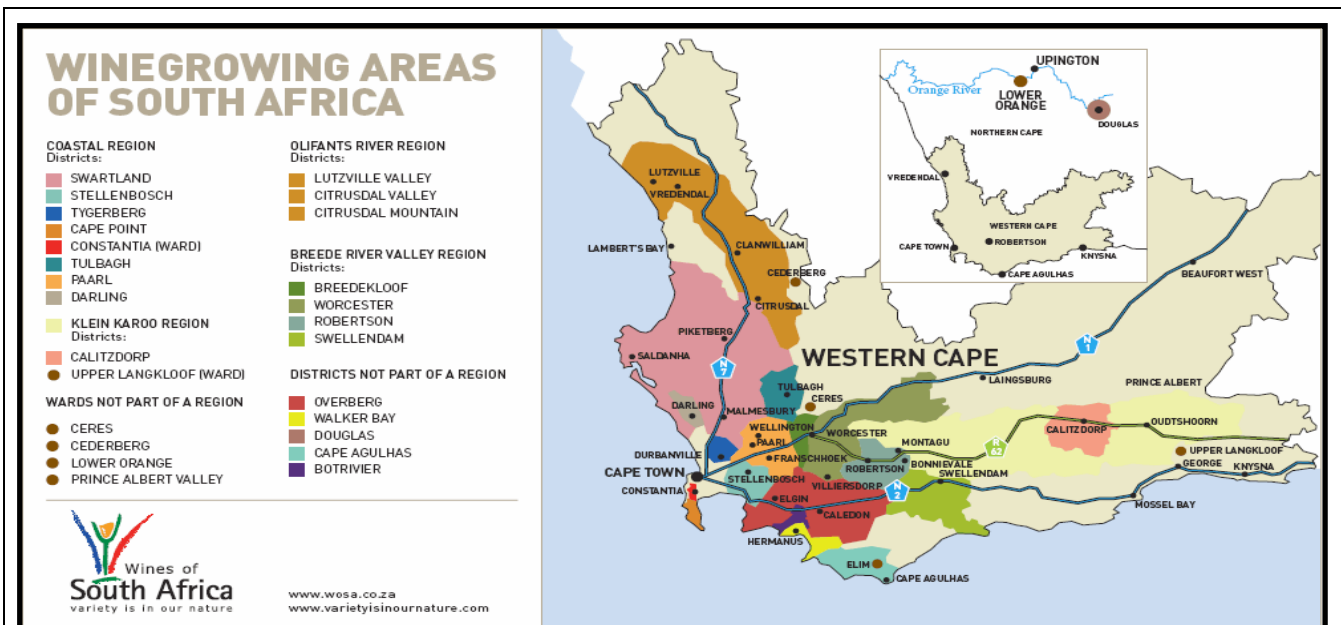 WINEGROWING AREAS
OF SOUTH AFRICA
COASTAL REGION
Districts:
SWARTLAND
STELLENBOSCH
TYGERBERG
CAPE POINT
CONSTANTIA (WARD)
TULBAGH
PAARL
DARLING
KLEIN KAROO REGION
Districts:
CALITZDORP
UPPER LANGKLOOF (WARD)
WARDS NOT PART OF A REGION
CERES
CEDERBERG
LOWER ORANGE
PRINCE ALBERT VALLEY
OLIFANTS RIVER REGION
Districts:
LUTZVILLE VALLEY
CITRUSDAL VALLEY
CITRUSDAL MOUNTAIN
BREEDE RIVER VALLEY REGION
Districts:
BREEDEKLOOF
WORCESTER
ROBERTSON
SWELLENDAM
DISTRICTS NOT PART OF A REGION
OVERBERG
WALKER BAY
DOUGLAS
CAPE AGULHAS
BOTRIVIER
Wines of
South Africa
variety is in our nature
www.wosa.co.za
www.varietyisinournature.com
UPINGTON
Orange River
LOWER
ORANGE
DOUGLAS
NORTHERN CAPE
VREDENDAL
WESTERN CAPE
ROBERTSON
CAPE TOWN
KNYSNA
CAPE AGULHAS
LUTZVILLE
VREDENDAL
LAMBERT'S BAY
CLANWILLIAM
CEDERBERG
CITRUSDAL
BEAUFORT WEST
PIKETBERG
SALDANHA
WESTERN CAPE
N
1
N
7
LAINGSBURG
PRINCE ALBERT
TULBAGH
CERES
DARLING
MALMESBURY
WELLINGTON
WORCESTER
PAARL
MONTAGU
R
62
CALITZDORP
OUDTSHOORN
DURBANVILLE
FRANSCHHOEK
ROBERTSON
BONNIEVALE
UPPER LANGKLOOF
CAPE TOWN
STELLENBOSCH
VILLIERSDORP
SWELLENDAM
GEORGE
KNYSNA
CONSTANTIA
ELGIN
N
2
MOSSEL BAY
CALEDON
HERMANUS
ELIM
CAPE AGULHAS